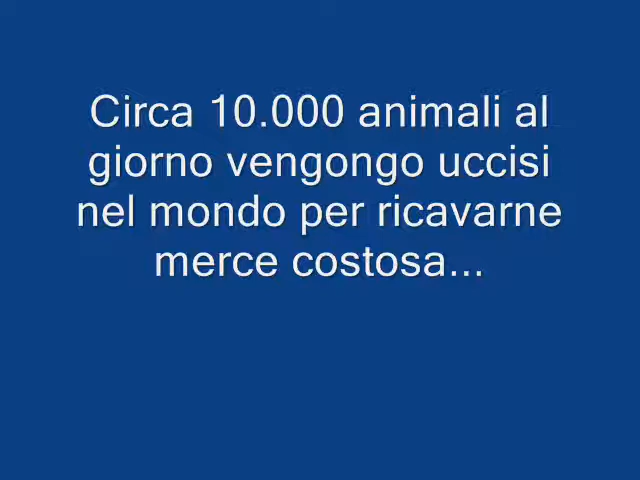 Circa 10.000 animali al
giorno vengongo uccisi
nel mondo per ricavarne
merce costosa...